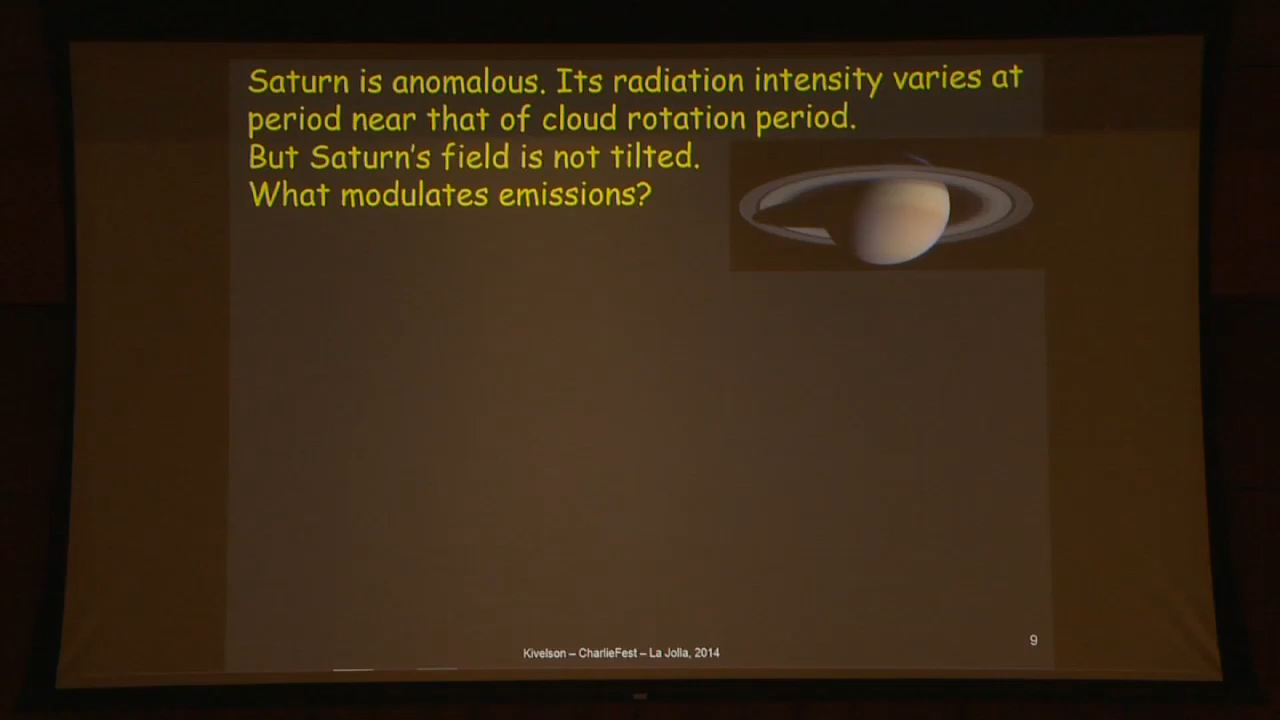 Saturn is anomalous. Its radiation intensity varies at
period near that of cloud rotation period.
But Saturn's field is not tilted.
What modulates emissions?
9
Kivelson – CharlieFest – La Jolla, 2014